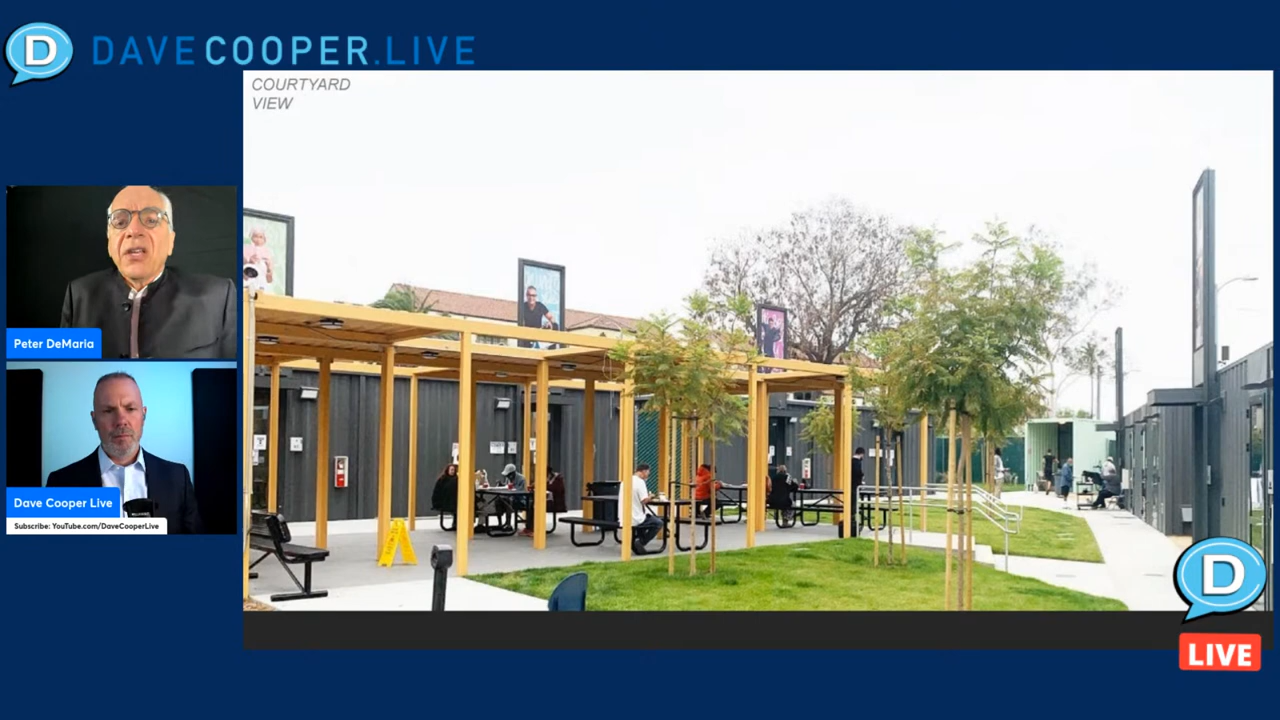 D DAVECOOPER.LIVE
COURTYARD
VIEW
Peter DeMaria
Dave Cooper Live
Subscribe: YouTube.com/DaveCooperLive
D
LIVE